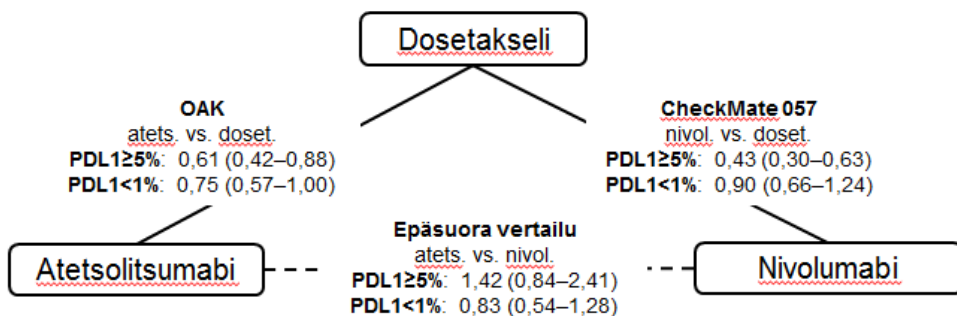 Dosetakseli
OAK
atets. vs. doset.
PDL1≥5%: 0,61 (0,42–0,88)
PDL1<1%: 0,75 (0,57–1,00)
CheckMate 057
nivol. vs. doset.
PDL1≥5%: 0,43 (0,30–0,63)
PDL1<1%: 0,90 (0,66–1,24)
Atetsolitsumabi
Epäsuora vertailu
atets. vs. nivol.
PDL1≥5%: 1,42 (0,84–2,41)
PDL1<1%: 0,83 (0,54–1,28)
Nivolumabi